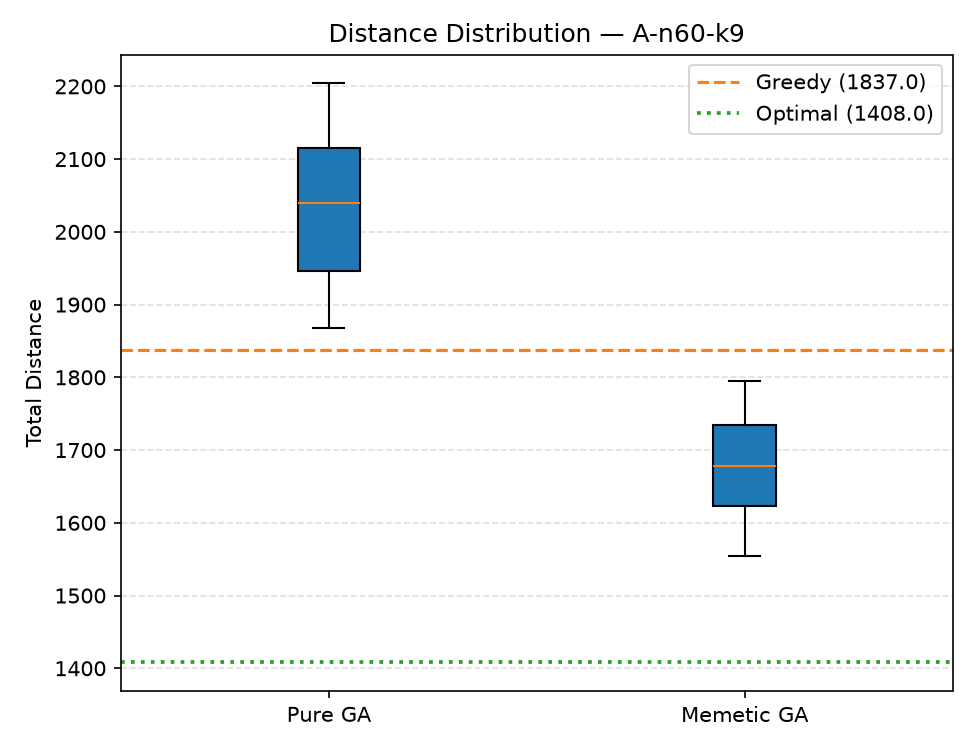 Distance Distribution — A-n60-k9
Greedy (1837.0)
Optimal (1408.0)
Total Distance
2200
2100
2000
1900
1800
1700
1600
1500
1400
Pure GA
Memetic GA